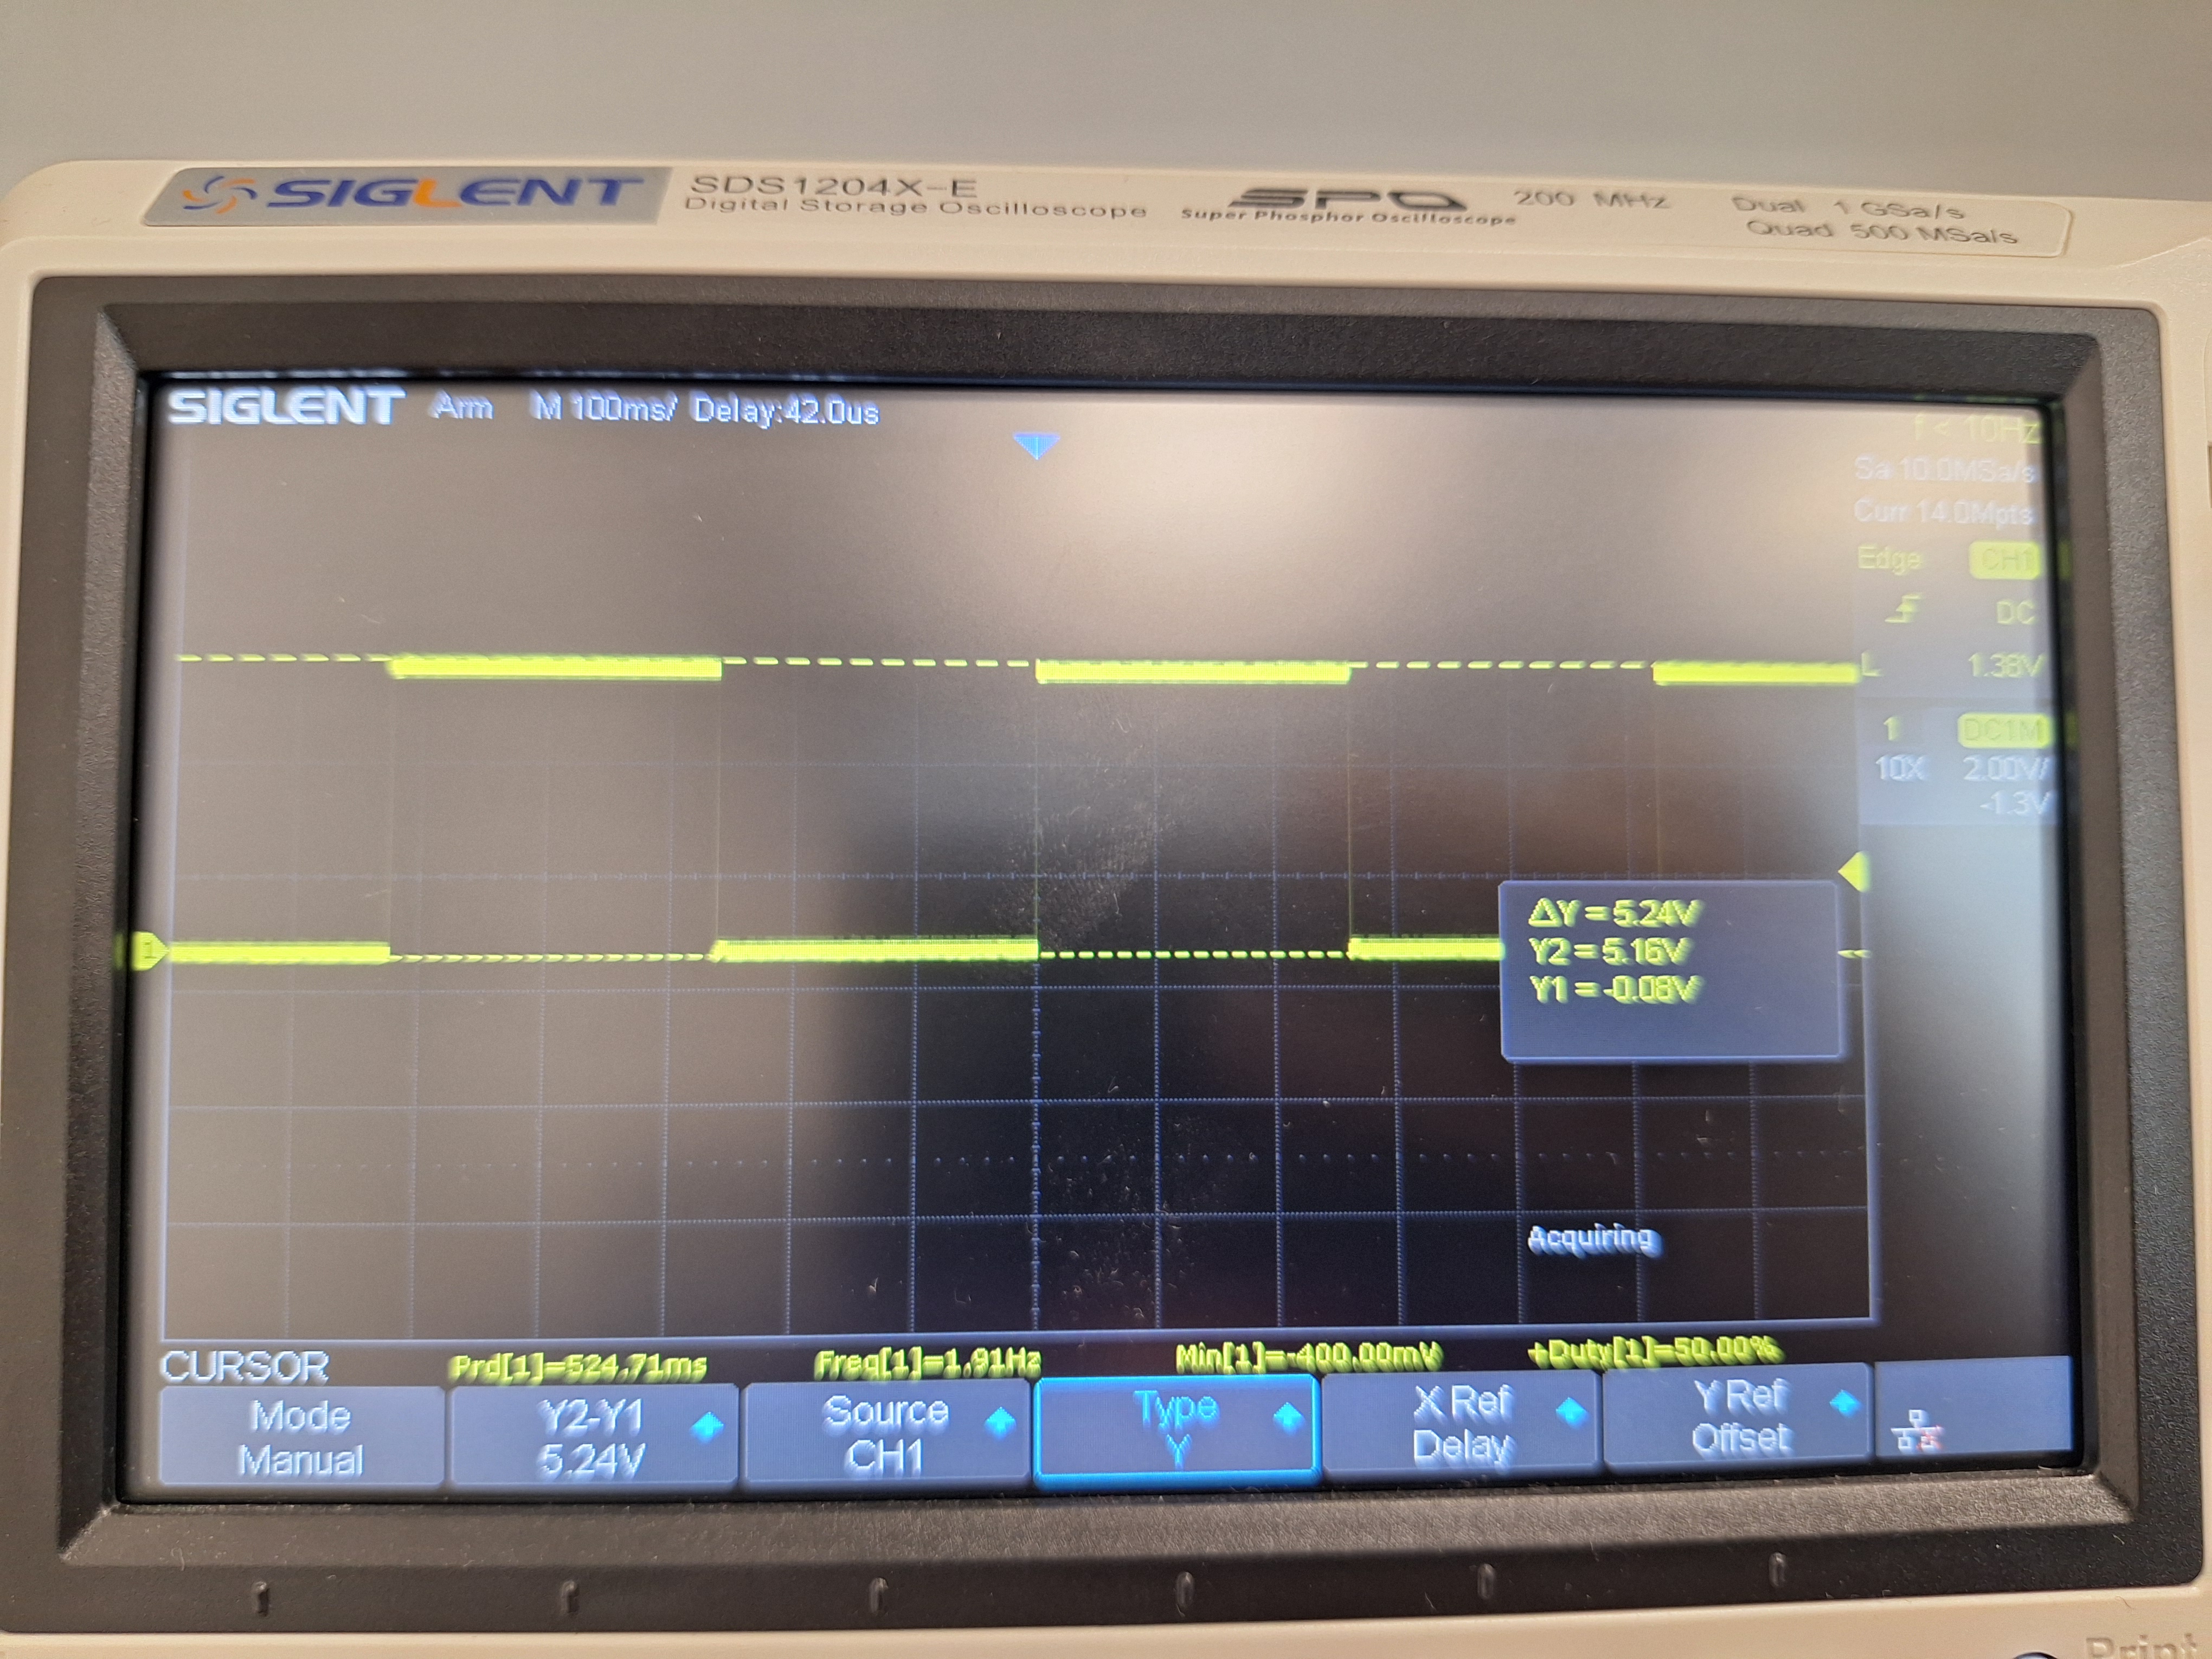 SIGLENT SDS1204X-E
Digital Storage Oscilloscope
SPO
Super Phosphor Oscilloscope
200 MHz
Dual 1 GSa/s
Quad 500 MSa/s
SIGLENT Arm M 100ms/ Delay:42.0us
f < 10Hz
Sa 10.0MSa/s
Curr 14.0Mpts
Edge CH1
DC
L 1.38V
1 DC1M
10X 2.00V/
-1.3V
1
ΔY = 5.24V
Y2 = 5.16V
Y1 = -0.08V
Acquiring
CURSOR Prd[1]=524.71ms Freq[1]=1.91Hz Min[1]=-400.00mV +Duty[1]=50.00%
Mode
Manual
Y2-Y1
5.24V
Source
CH1
Type
Y
X Ref
Delay
Y Ref
Offset
Print